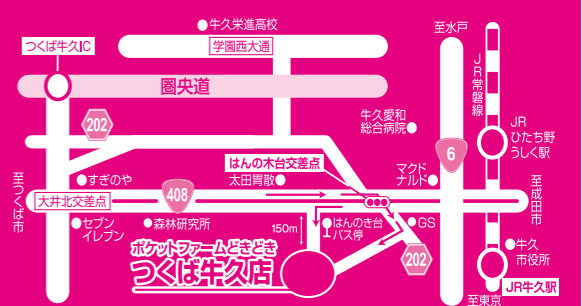 牛久栄進高校
至水戸
つくば牛久IC
学園西大通
圏央道
JR常磐線
202
牛久愛和
総合病院
JR
ひたち野
うしく駅
6
はんの木台交差点
すぎのや
408
太田胃散
マクド
ナルド
至つくば市
大井北交差点
至成田市
セブン
イレブン
森林研究所
150m
はんのき台
バス停
GS
ポケットファームどきどき
つくば牛久店
202
牛久
市役所
JR牛久駅
至東京